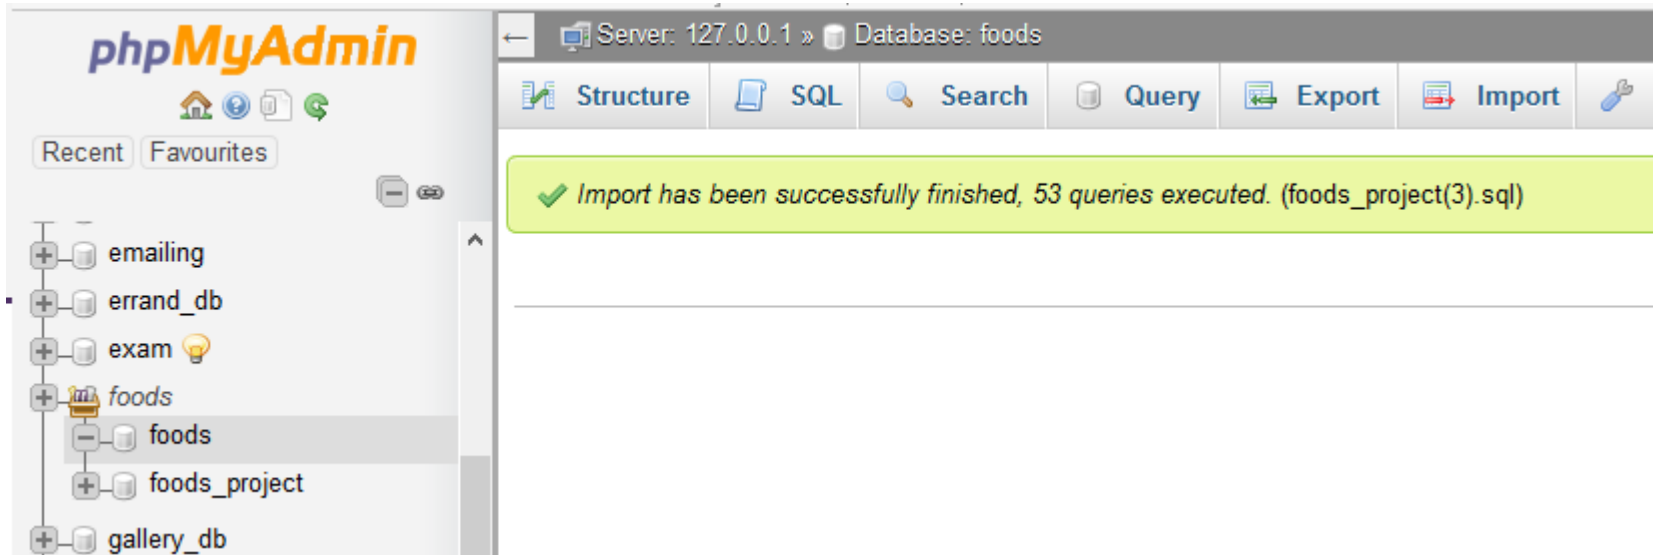 phpMyAdmin
Recent Favourites
emailing
errand_db
exam
foods
foods
foods_project
gallery_db
Server: 127.0.0.1 » Database: foods
Structure SQL Search Query Export Import
Import has been successfully finished, 53 queries executed. (foods_project(3).sql)